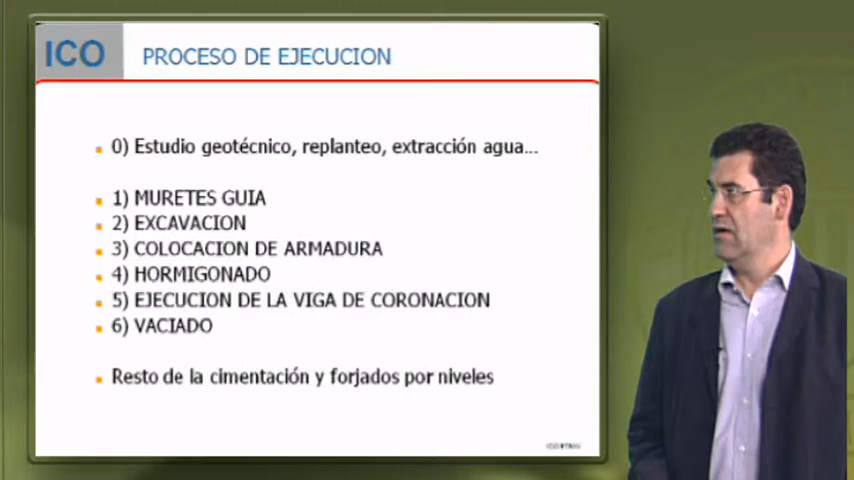 ICO
PROCESO DE EJECUCION
0) Estudio geotécnico, replanteo, extracción agua...
1) MURETES GUIA
2) EXCAVACION
3) COLOCACION DE ARMADURA
4) HORMIGONADO
5) EJECUCION DE LA VIGA DE CORONACION
6) VACIADO
Resto de la cimentación y forjados por niveles